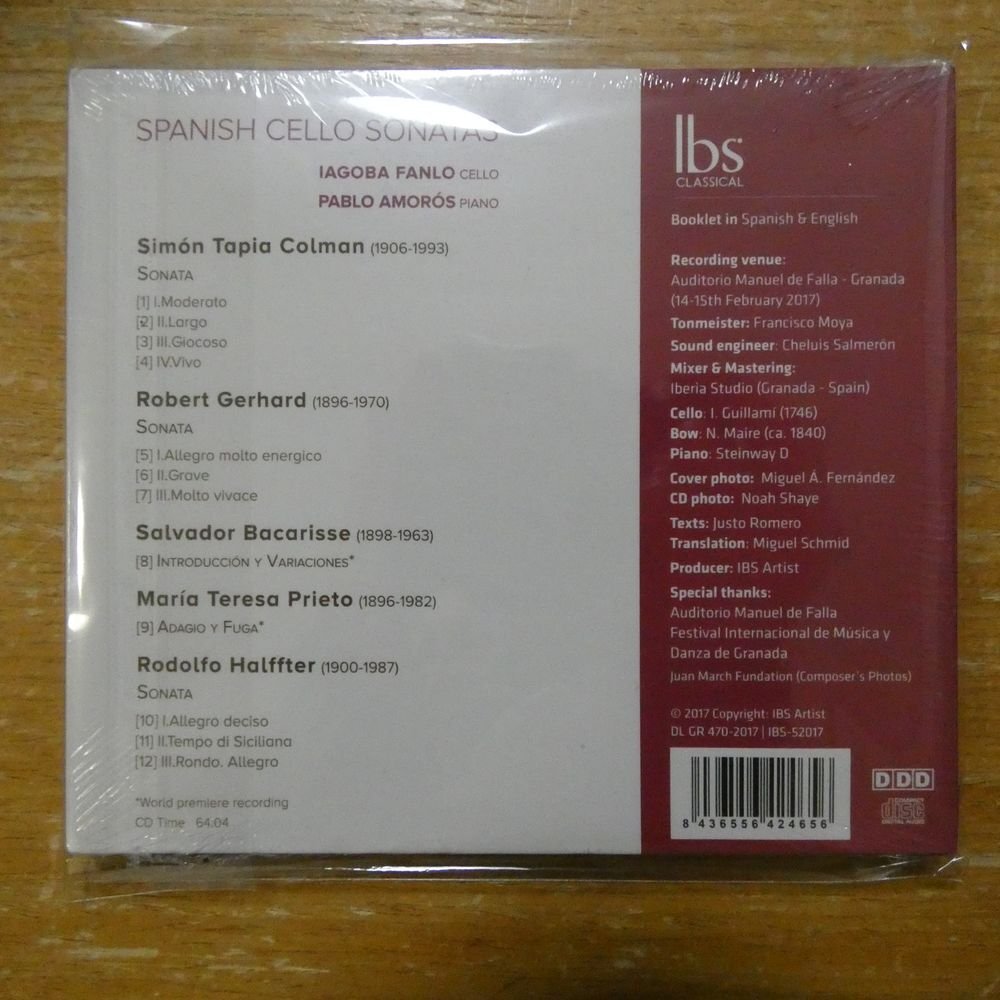 SPANISH CELLO SONATAS
IAGOBA FANLO CELLO
PABLO AMORÓS PIANO
Simón Tapia Colman (1906-1993)
SONATA
[1] I.Moderato
[2] II.Largo
[3] III.Giocoso
[4] IV.Vivo
Robert Gerhard (1896-1970)
SONATA
[5] I.Allegro molto energico
[6] II.Grave
[7] III.Molto vivace
Salvador Bacarisse (1898-1963)
[8] INTRODUCCIÓN Y VARIACIONES*
María Teresa Prieto (1896-1982)
[9] ADAGIO Y FUGA*
Rodolfo Halffter (1900-1987)
SONATA
[10] I.Allegro deciso
[11] II.Tempo di Siciliana
[12] III.Rondo. Allegro
*World premiere recording
CD Time 64:04
Ibs
CLASSICAL
Booklet in Spanish & English
Recording venue:
Auditorio Manuel de Falla - Granada
(14-15th February 2017)
Tonmeister: Francisco Moya
Sound engineer: Cheluis Salmerón
Mixer & Mastering:
Iberia Studio (Granada - Spain)
Cello: I. Guillamí (1746)
Bow: N. Maire (ca. 1840)
Piano: Steinway D
Cover photo: Miguel Á. Fernández
CD photo: Noah Shaye
Texts: Justo Romero
Translation: Miguel Schmid
Producer: IBS Artist
Special thanks:
Auditorio Manuel de Falla
Festival Internacional de Música y
Danza de Granada
Juan March Fundation (Composer's Photos)
© 2017 Copyright: IBS Artist
DL GR 470-2017 | IBS-52017
8 436556 424656
DDD
COMPACT
disc
DIGITAL AUDIO